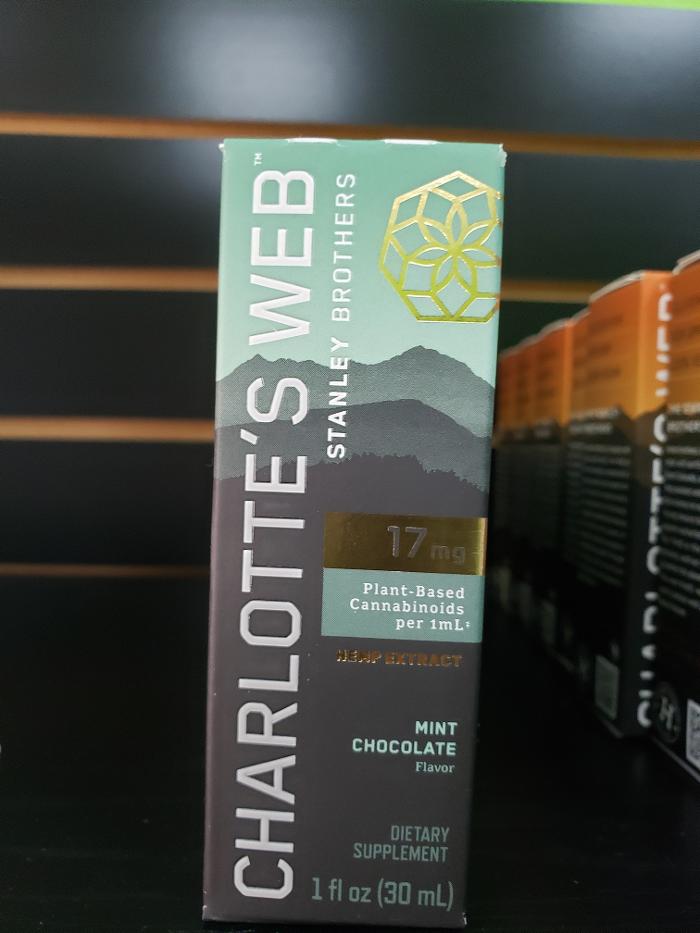 CHARLOTTE'S WEB™
STANLEY BROTHERS
17mg
Plant-Based
Cannabinoids
per 1mL‡
HEMP EXTRACT
MINT
CHOCOLATE
Flavor
DIETARY
SUPPLEMENT
1 fl oz (30 mL)